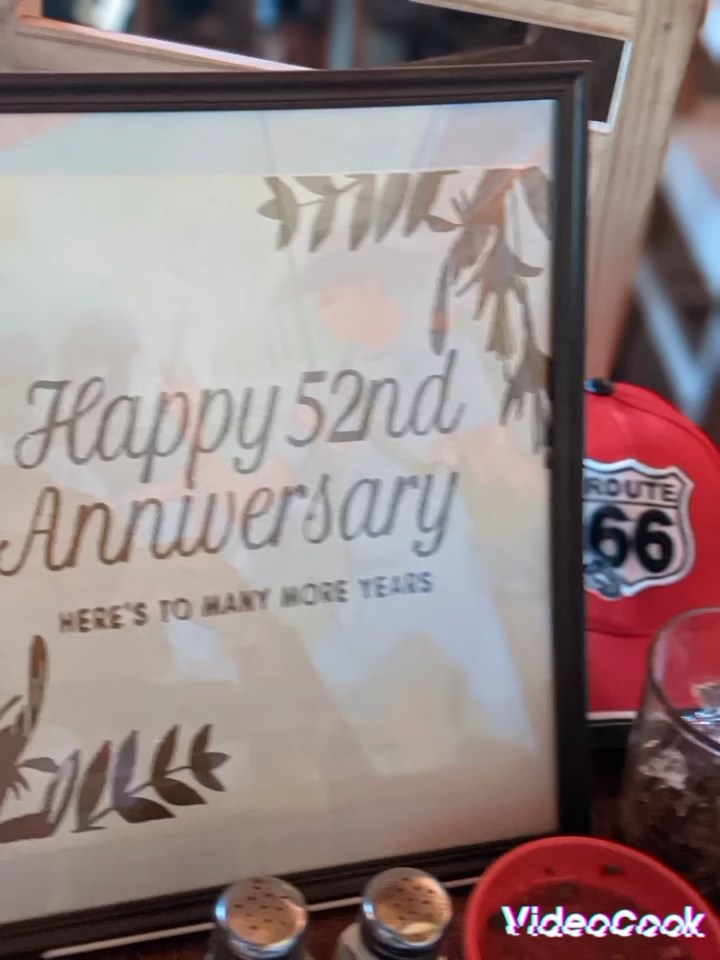 Happy 52nd
Anniversary
HERE'S TO MANY MORE YEARS
ROUTE
66
VideoCook